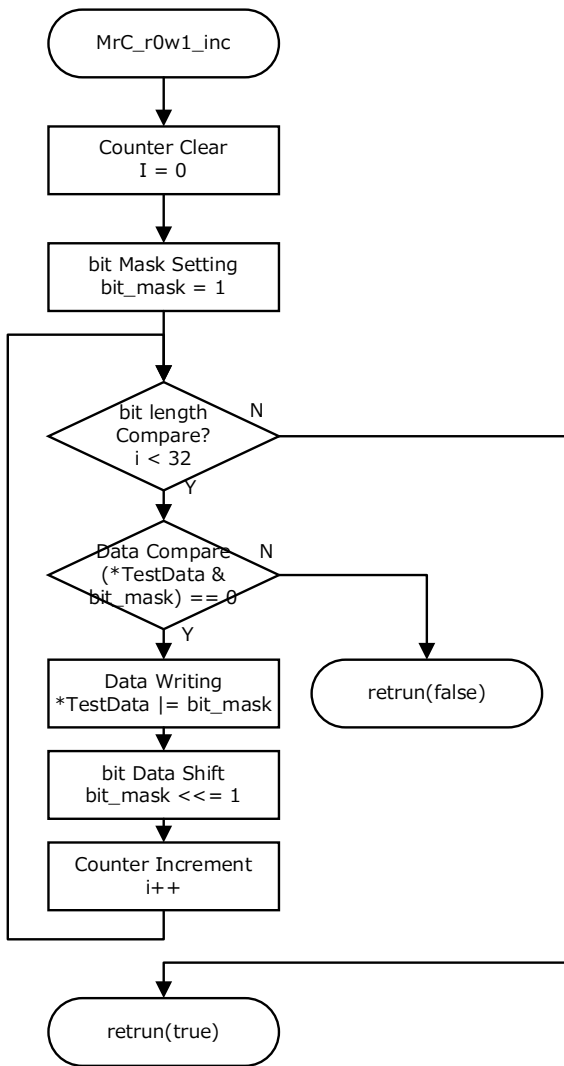 MrC_r0w1_inc
Counter Clear
I = 0
bit Mask Setting
bit_mask = 1
bit length
Compare?
i < 32
N
Y
Data Compare
(*TestData &
bit_mask) == 0
N
Y
Data Writing
*TestData |= bit_mask
retrun(false)
bit Data Shift
bit_mask <<= 1
Counter Increment
i++
retrun(true)